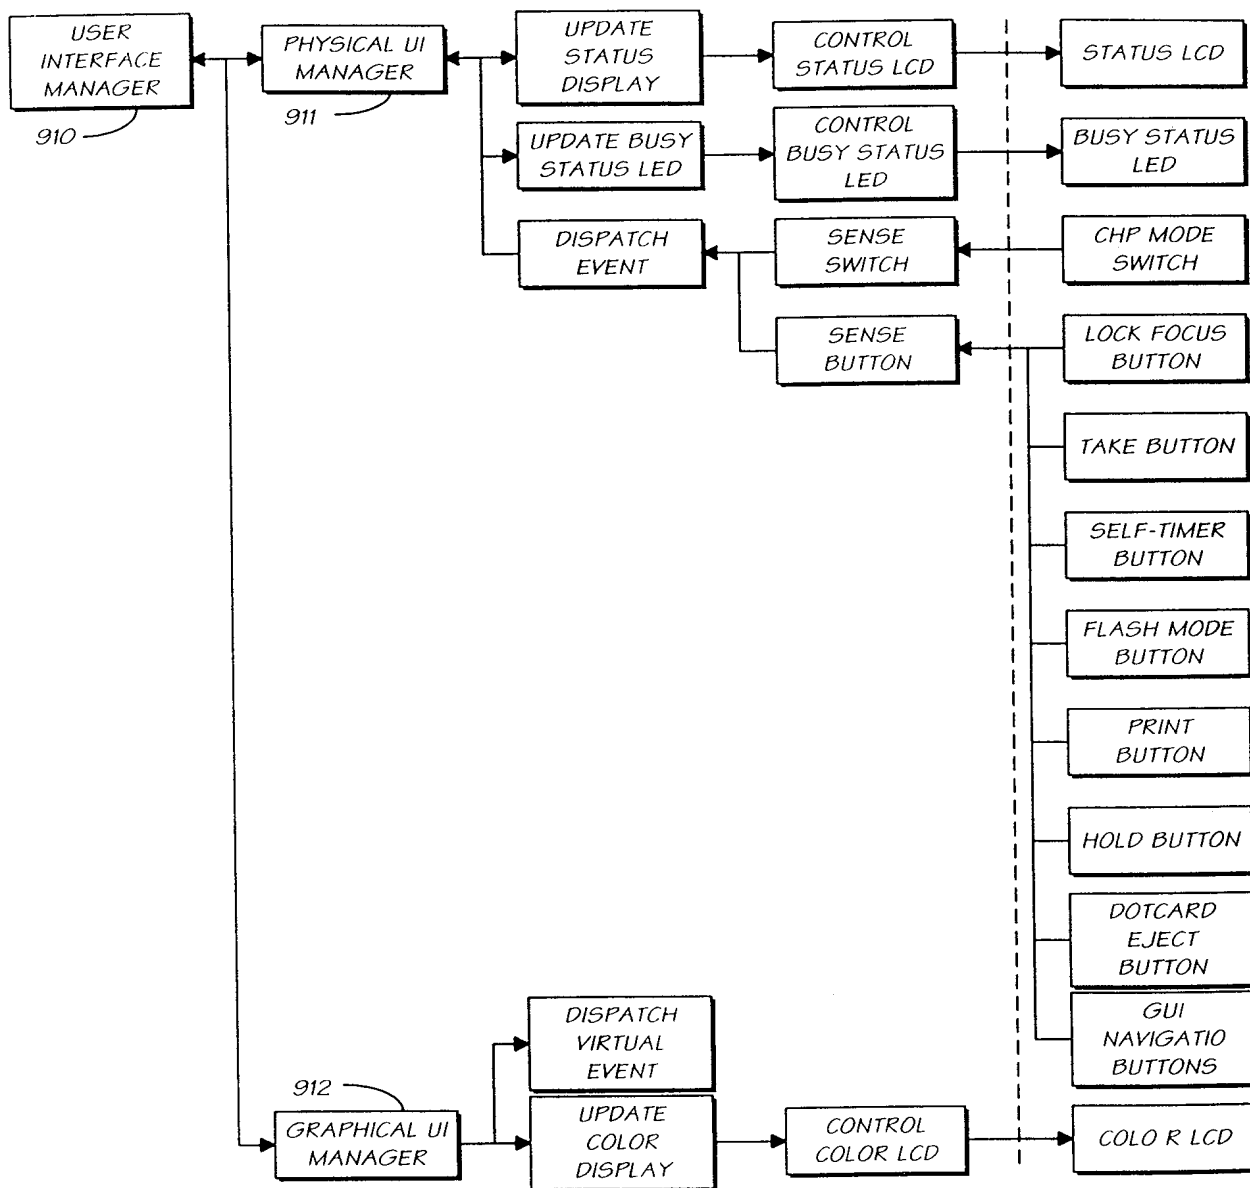 USER
INTERFACE
MANAGER
910
PHYSICAL UI
MANAGER
911
UPDATE
STATUS
DISPLAY
CONTROL
STATUS LCD
STATUS LCD
UPDATE BUSY
STATUS LED
CONTROL
BUSY STATUS
LED
BUSY STATUS
LED
DISPATCH
EVENT
SENSE
SWITCH
CHP MODE
SWITCH
SENSE
BUTTON
LOCK FOCUS
BUTTON
TAKE BUTTON
SELF-TIMER
BUTTON
FLASH MODE
BUTTON
PRINT
BUTTON
HOLD BUTTON
DOTCARD
EJECT
BUTTON
GUI
NAVIGATIO
BUTTONS
DISPATCH
VIRTUAL
EVENT
912
GRAPHICAL UI
MANAGER
UPDATE
COLOR
DISPLAY
CONTROL
COLOR LCD
COLO R LCD